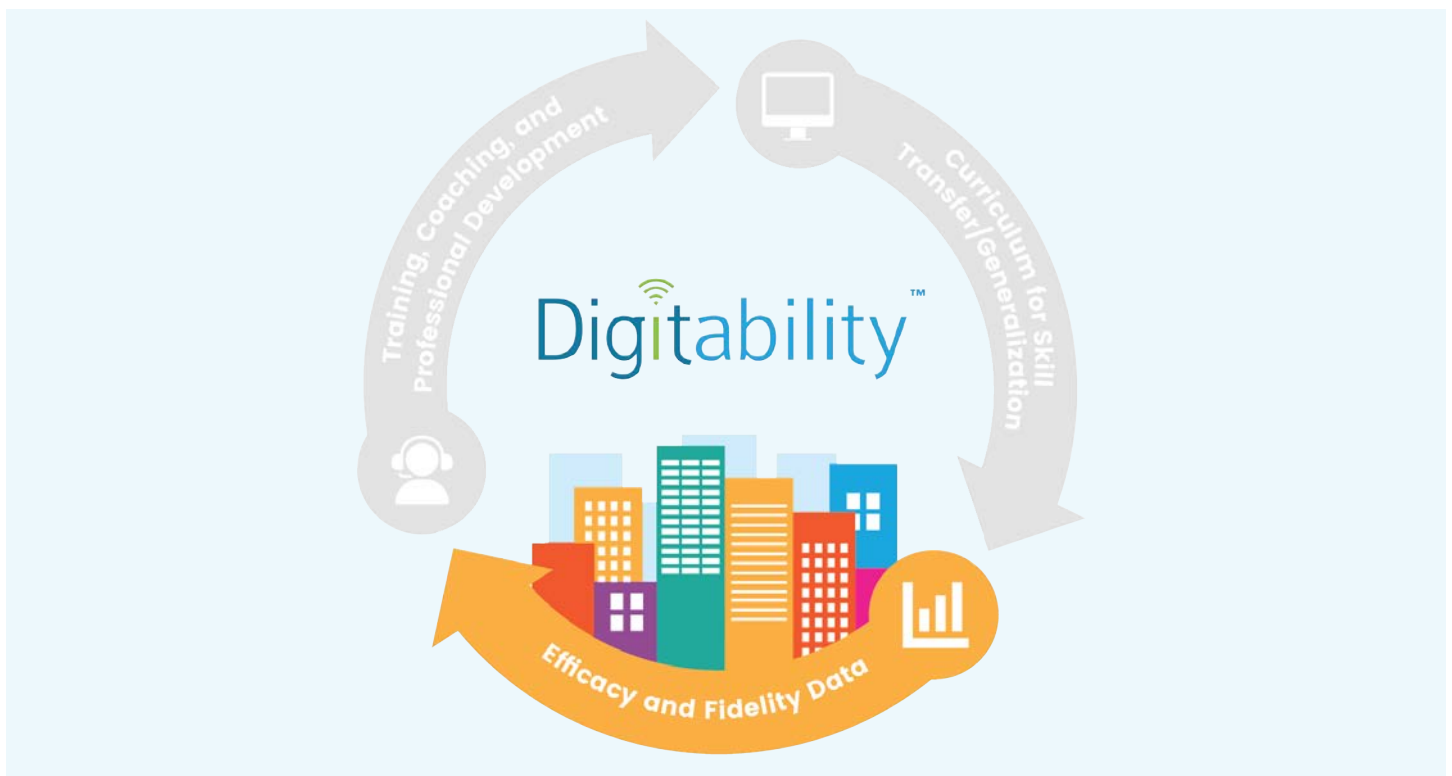 Training, Coaching, and
Professional Development
Curriculum for Skill
Transfer/Generalization
Digitability™
Efficacy and Fidelity Data